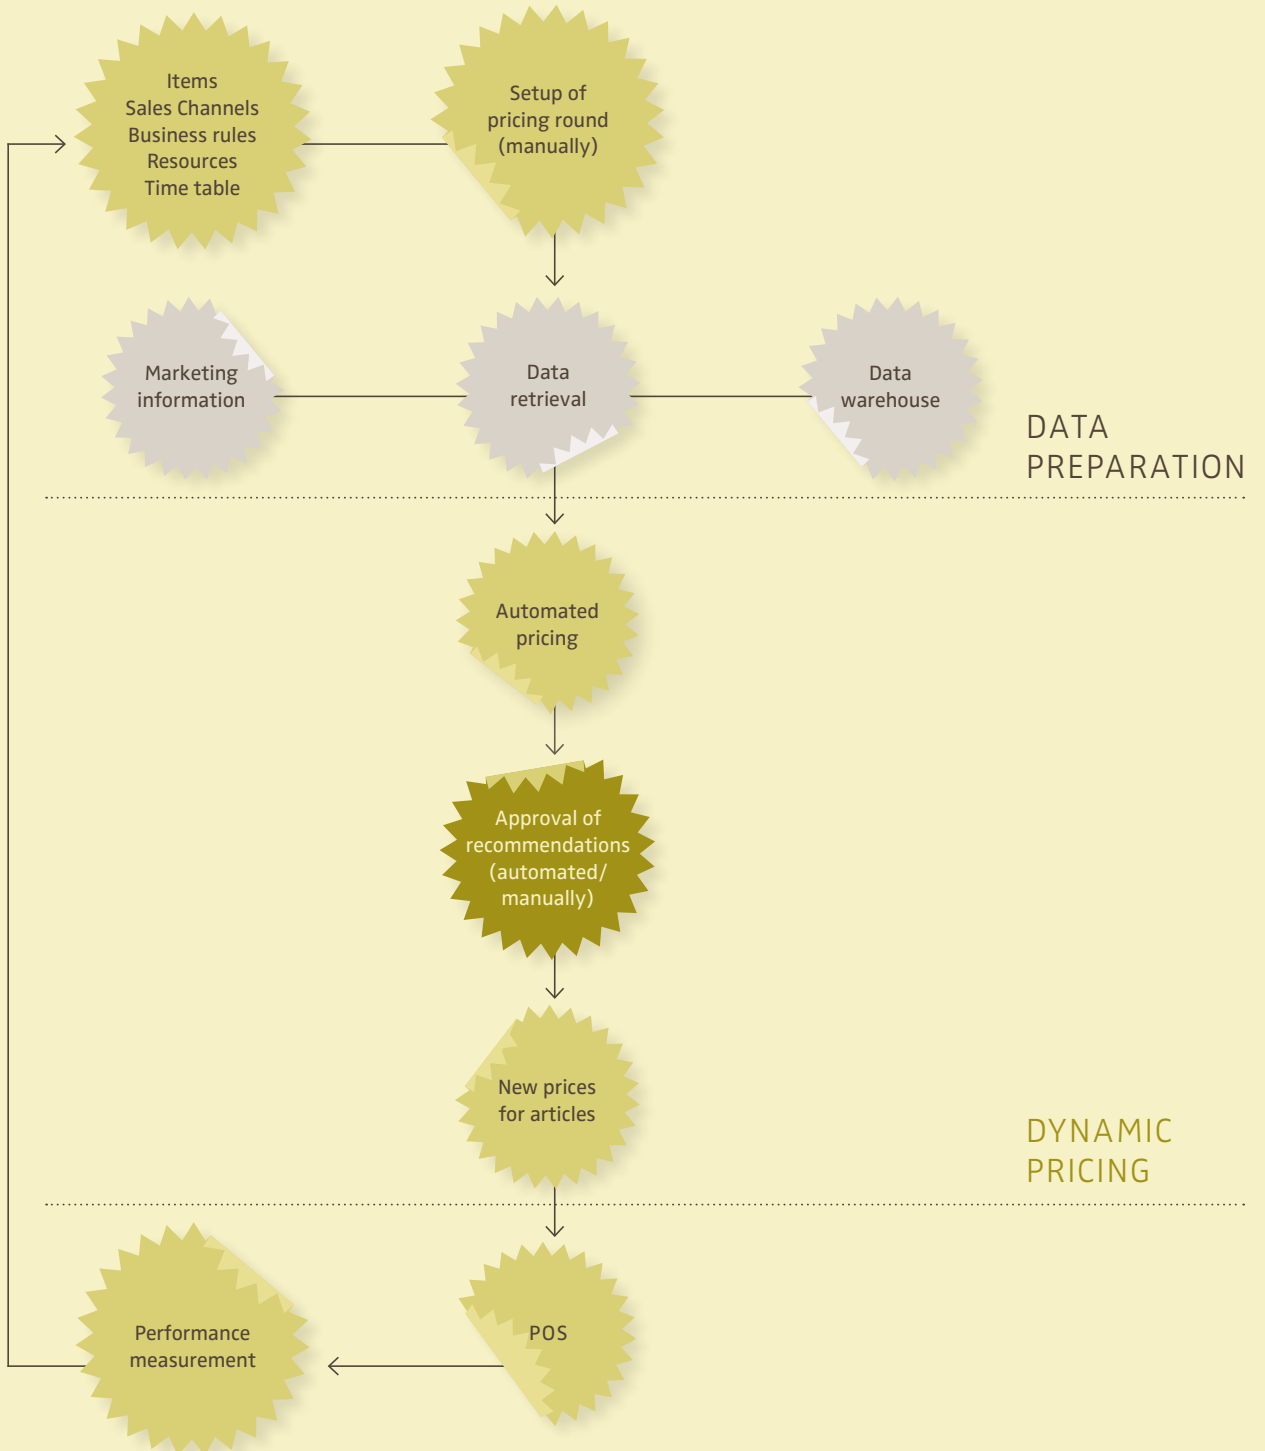 Items
Sales Channels
Business rules
Resources
Time table
Setup of
pricing round
(manually)
Marketing
information
Data
retrieval
Data
warehouse
DATA
PREPARATION
Automated
pricing
Approval of
recommendations
(automated/
manually)
New prices
for articles
DYNAMIC
PRICING
Performance
measurement
POS